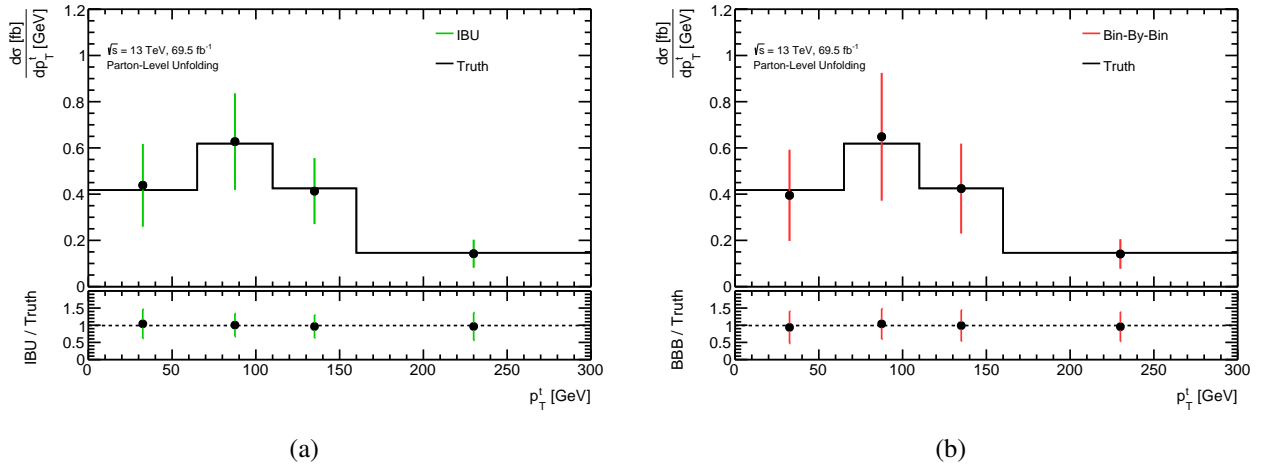 dσ [fb]
dp_T^t [GeV]
1.2
1
0.8
0.6
0.4
0.2
0
√s = 13 TeV, 69.5 fb⁻¹
Parton-Level Unfolding
IBU
Truth
IBU / Truth
1.5
1
0.5
0
0 50 100 150 200 250 300
p_T^t [GeV]
(a)
dσ [fb]
dp_T^t [GeV]
1.2
1
0.8
0.6
0.4
0.2
0
√s = 13 TeV, 69.5 fb⁻¹
Parton-Level Unfolding
Bin-By-Bin
Truth
BBB / Truth
1.5
1
0.5
0
0 50 100 150 200 250 300
p_T^t [GeV]
(b)